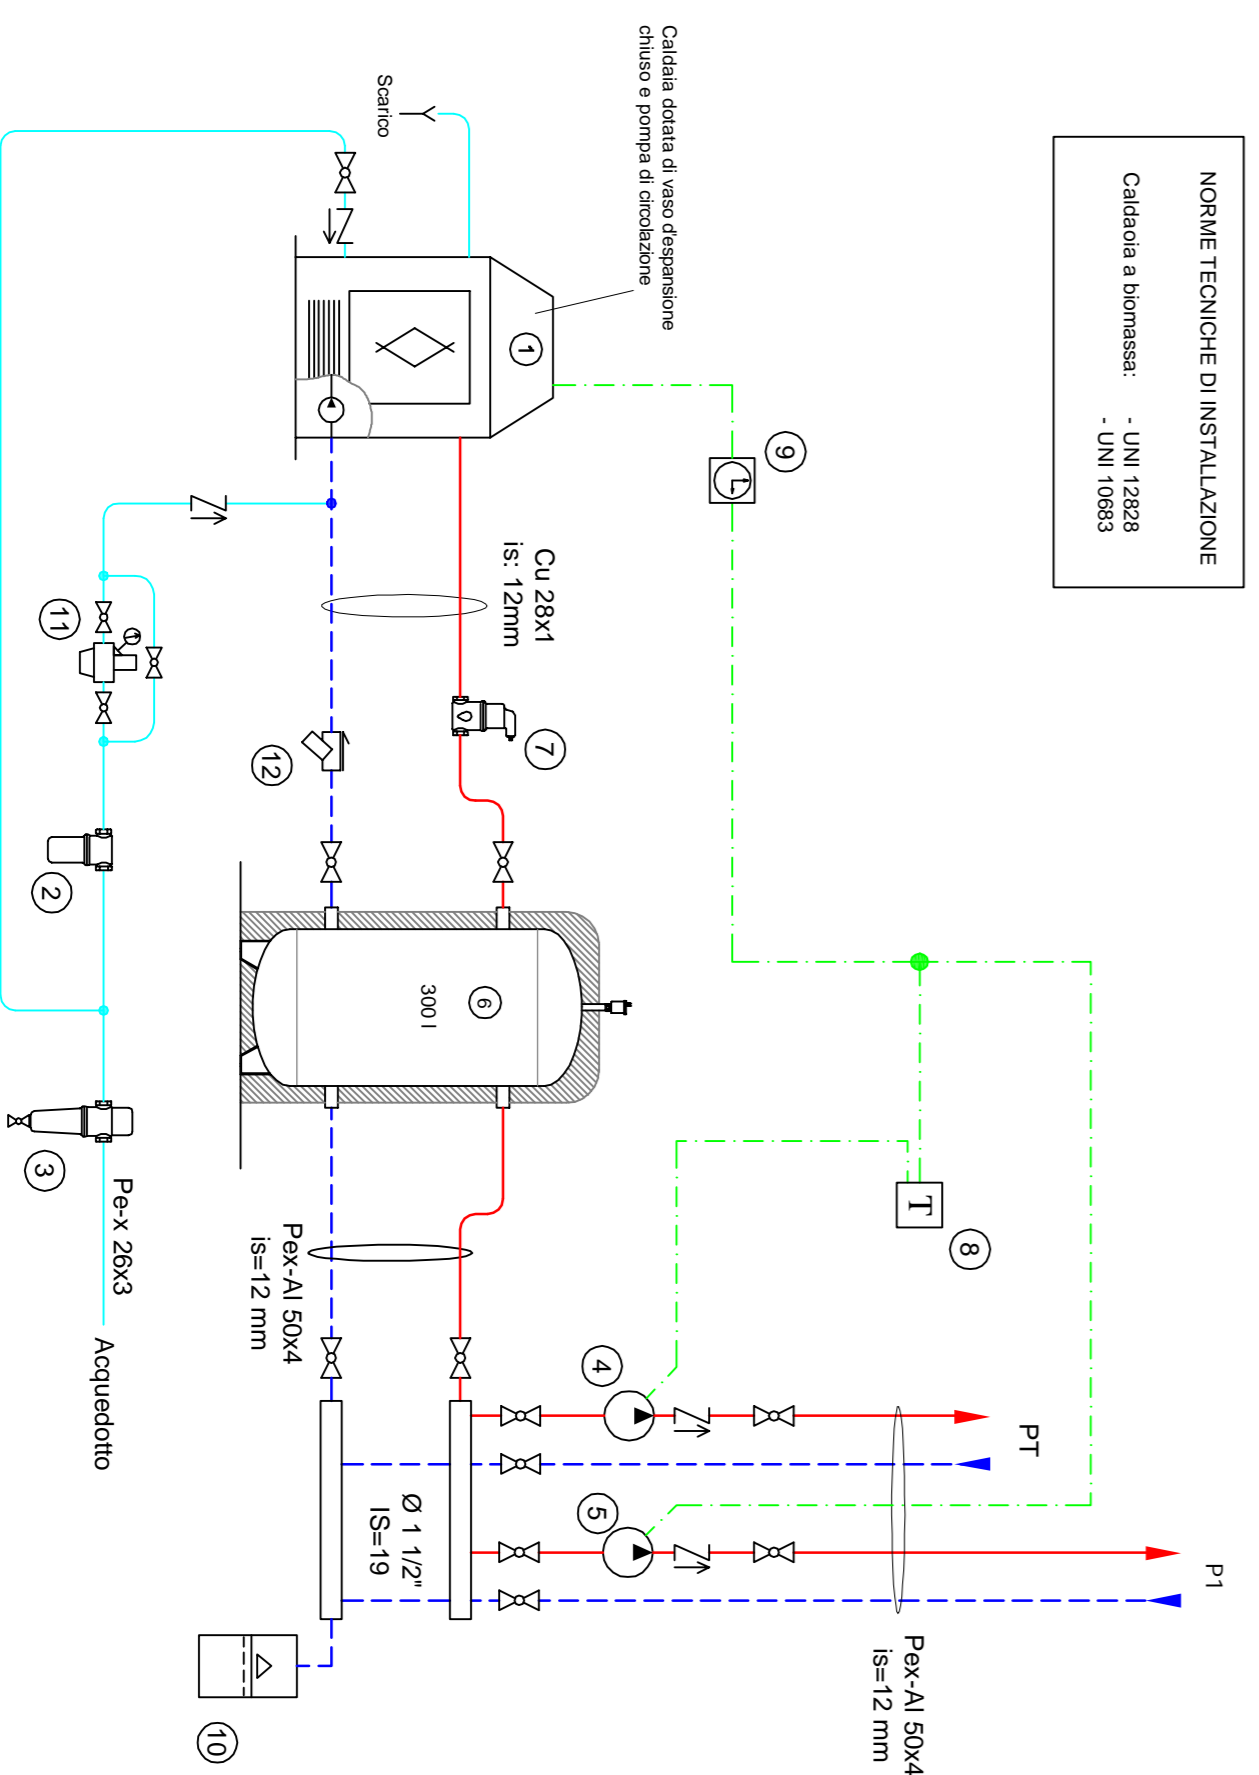 NORME TECNICHE DI INSTALLAZIONE
Caldaoia a biomassa: - UNI 12828
- UNI 10683
Caldaia dotata di vaso d'espansione
chiuso e pompa di circolazione
Scarico
1
9
Cu 28x1
is: 12mm
7
12
11
2
3
6
300 l
Pe-x 26x3
Acquedotto
Pex-Al 50x4
is=12 mm
T
8
4
5
PT
P1
Ø 1 1/2"
IS=19
Pex-Al 50x4
is=12 mm
10